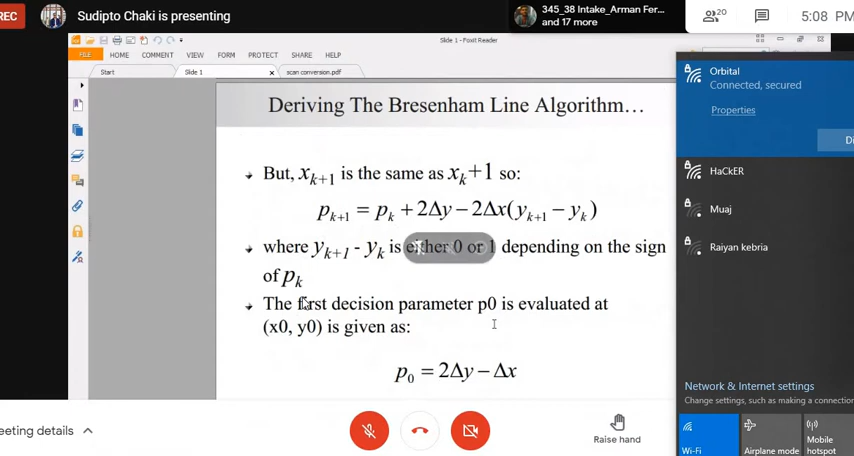 REC
Sudipto Chaki is presenting
345_38 Intake_Arman Fer...
and 17 more
20
5:08 PM
Slide 1 - Foxit Reader
FILE HOME COMMENT VIEW FORM PROTECT SHARE HELP
Start Slide 1 scan conversion.pdf
Deriving The Bresenham Line Algorithm…
But, xₖ₊₁ is the same as xₖ+1 so:
pₖ₊₁ = pₖ + 2Δy − 2Δx(yₖ₊₁ − yₖ)
where yₖ₊₁ - yₖ is either 0 or 1 depending on the sign
of pₖ
The first decision parameter p0 is evaluated at
(x0, y0) is given as:
p₀ = 2Δy − Δx
Orbital
Connected, secured
Properties
Di
HaCkER
Muaj
Raiyan kebria
Network & Internet settings
Change settings, such as making a connection
Wi-Fi
Airplane mode
Mobile
hotspot
eeting details
Raise hand